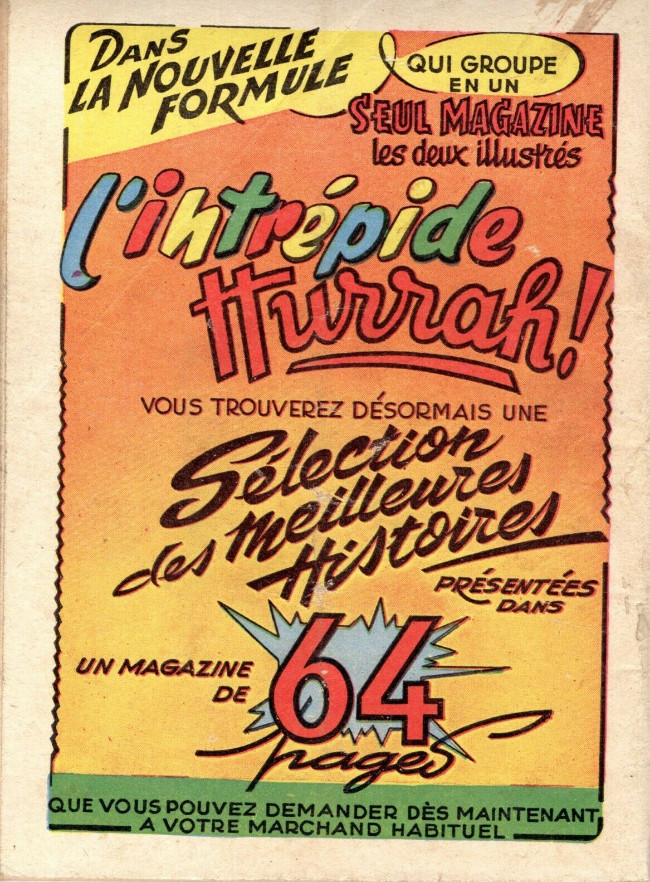 DANS
LA NOUVELLE
FORMULE
QUI GROUPE
EN UN
SEUL MAGAZINE
les deux illustrés
l'intrépide
Hurrah!
VOUS TROUVEREZ DÉSORMAIS UNE
Sélection
des meilleures
Histoires
PRÉSENTÉES
DANS
UN MAGAZINE
DE
64
pages
QUE VOUS POUVEZ DEMANDER DÈS MAINTENANT
A VOTRE MARCHAND HABITUEL